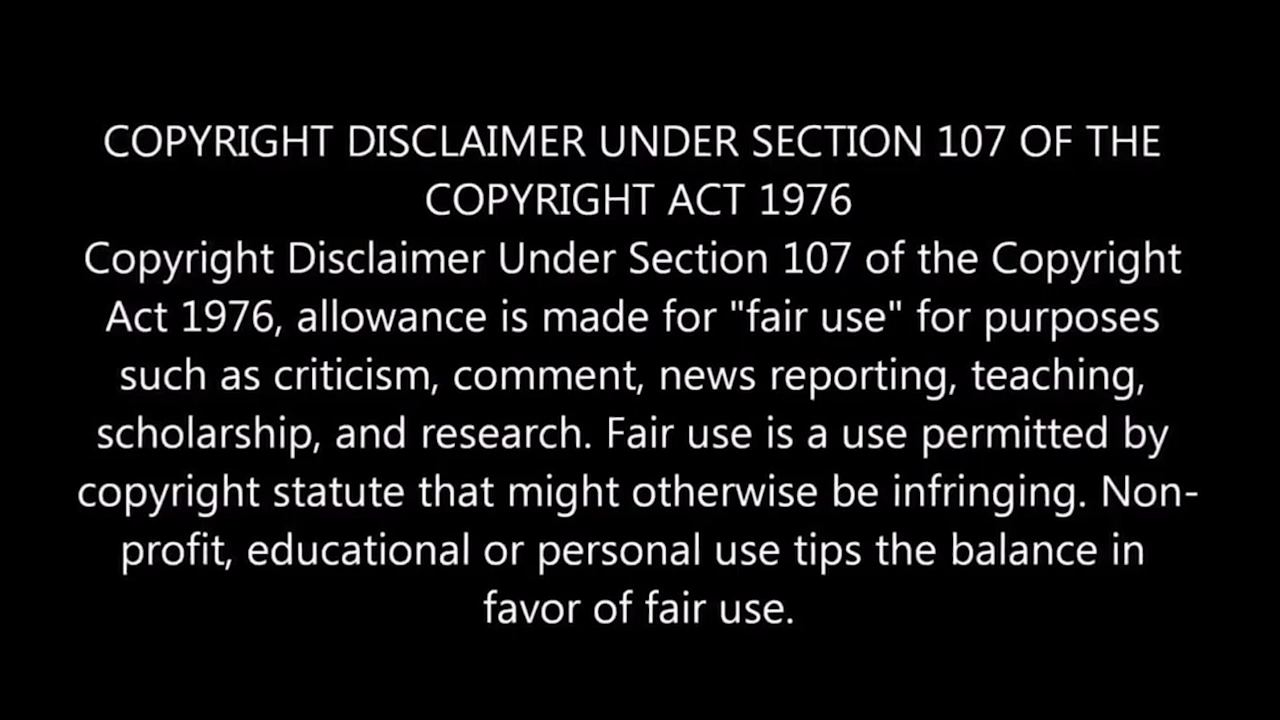 COPYRIGHT DISCLAIMER UNDER SECTION 107 OF THE
COPYRIGHT ACT 1976
Copyright Disclaimer Under Section 107 of the Copyright
Act 1976, allowance is made for "fair use" for purposes
such as criticism, comment, news reporting, teaching,
scholarship, and research. Fair use is a use permitted by
copyright statute that might otherwise be infringing. Non-
profit, educational or personal use tips the balance in
favor of fair use.